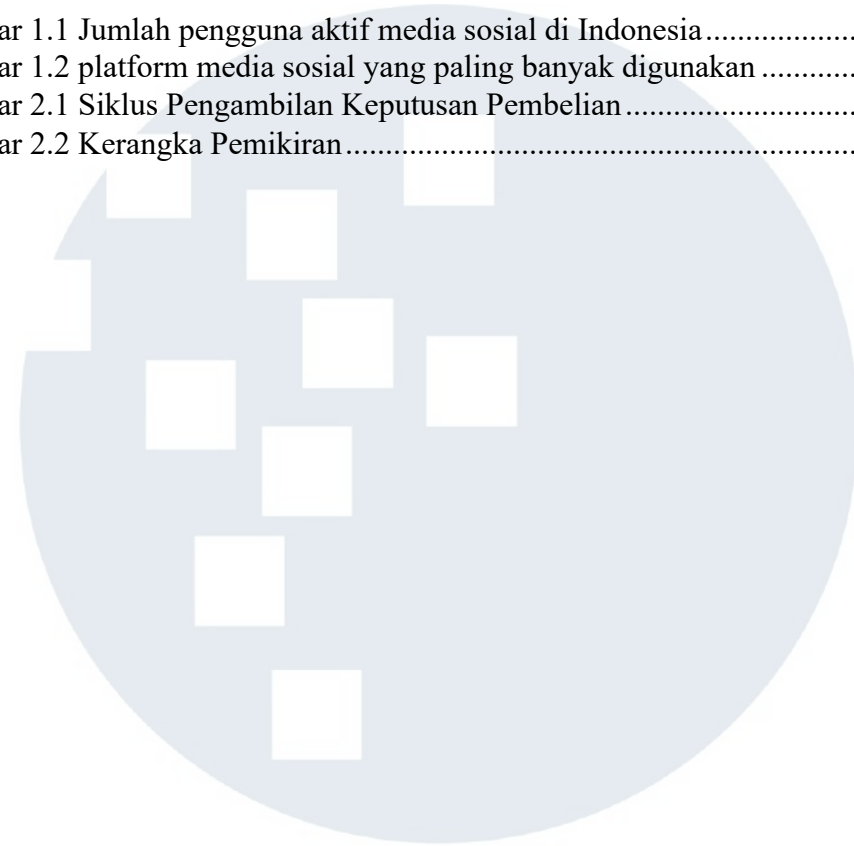 ar 1.1 Jumlah pengguna aktif media sosial di Indonesia....................
ar 1.2 platform media sosial yang paling banyak digunakan .............
ar 2.1 Siklus Pengambilan Keputusan Pembelian..............................
ar 2.2 Kerangka Pemikiran...................................................................